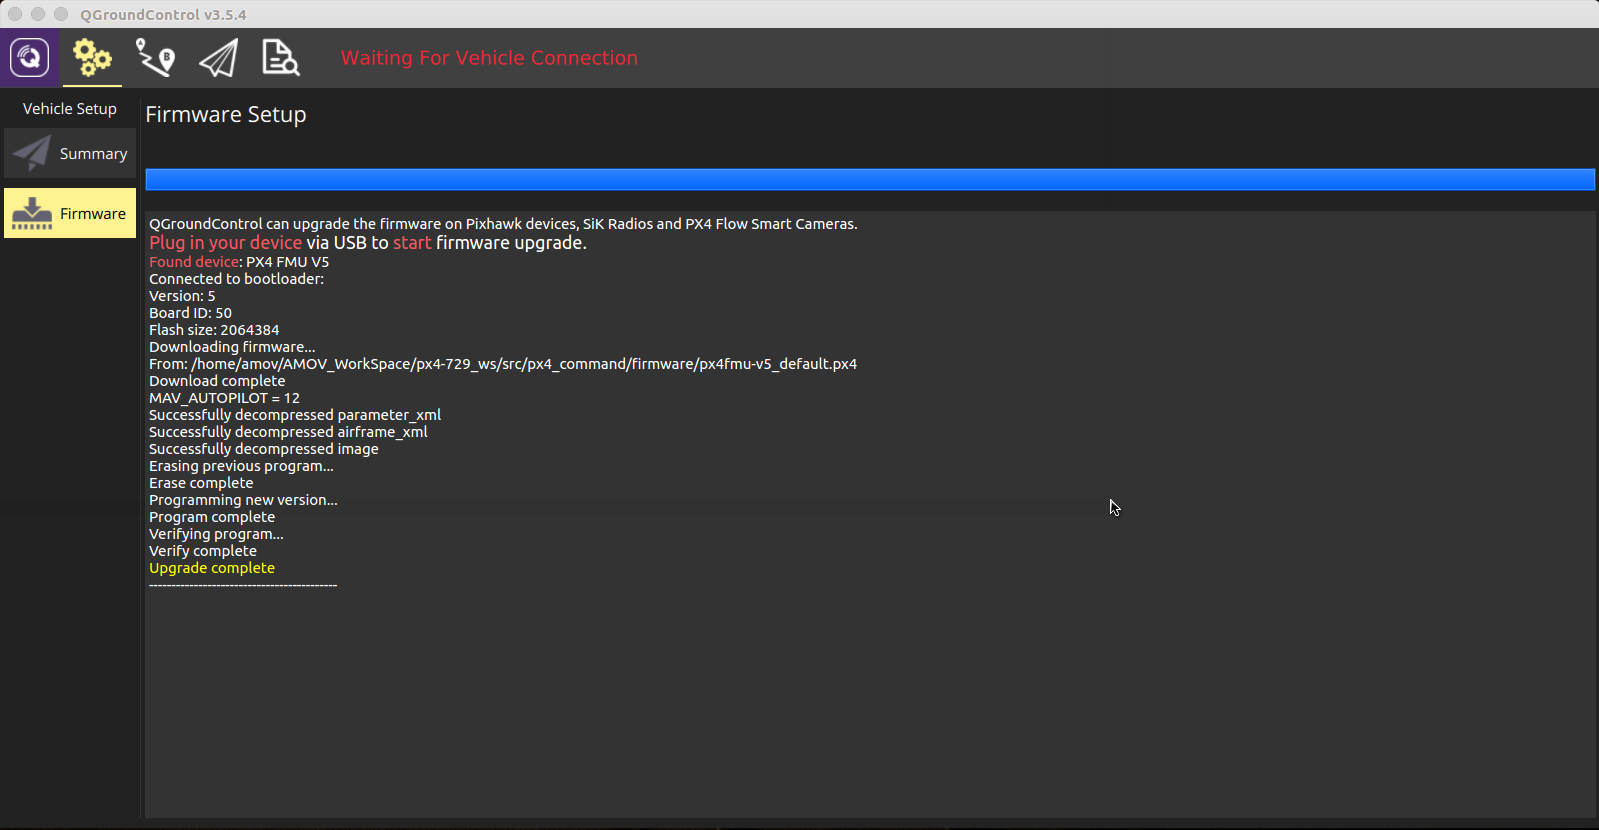 QGroundControl v3.5.4
Waiting For Vehicle Connection
Vehicle Setup
Summary
Firmware
Firmware Setup
QGroundControl can upgrade the firmware on Pixhawk devices, SiK Radios and PX4 Flow Smart Cameras.
Plug in your device via USB to start firmware upgrade.
Found device: PX4 FMU V5
Connected to bootloader:
Version: 5
Board ID: 50
Flash size: 2064384
Downloading firmware...
From: /home/amov/AMOV_WorkSpace/px4-729_ws/src/px4_command/firmware/px4fmu-v5_default.px4
Download complete
MAV_AUTOPILOT = 12
Successfully decompressed parameter_xml
Successfully decompressed airframe_xml
Successfully decompressed image
Erasing previous program...
Erase complete
Programming new version...
Program complete
Verifying program...
Verify complete
Upgrade complete
------------------------------------------